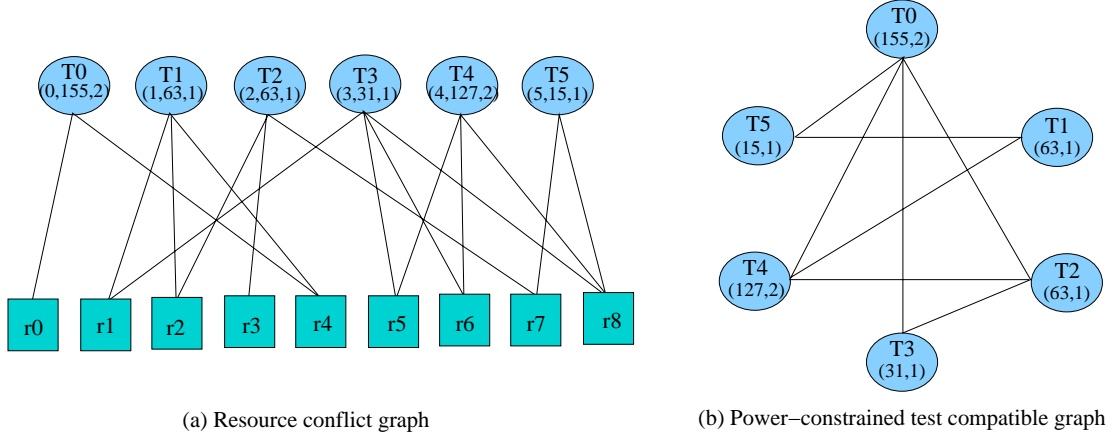 T0
(0,155,2)
T1
(1,63,1)
T2
(2,63,1)
T3
(3,31,1)
T4
(4,127,2)
T5
(5,15,1)
r0
r1
r2
r3
r4
r5
r6
r7
r8
(a) Resource conflict graph
T0
(155,2)
T5
(15,1)
T1
(63,1)
T4
(127,2)
T2
(63,1)
T3
(31,1)
(b) Power−constrained test compatible graph